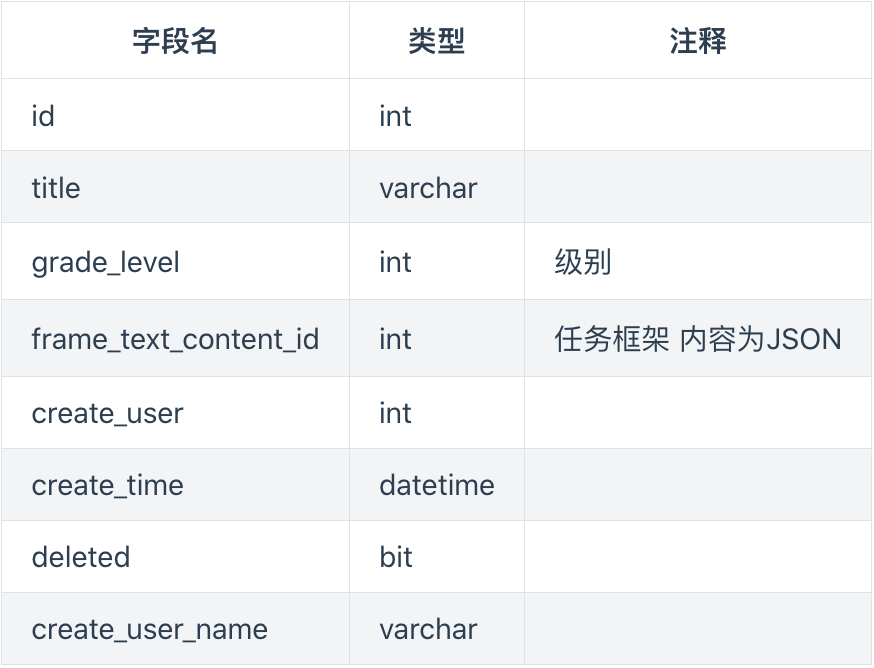 字段名 类型 注释
id int
title varchar
grade_level int 级别
frame_text_content_id int 任务框架 内容为JSON
create_user int
create_time datetime
deleted bit
create_user_name varchar